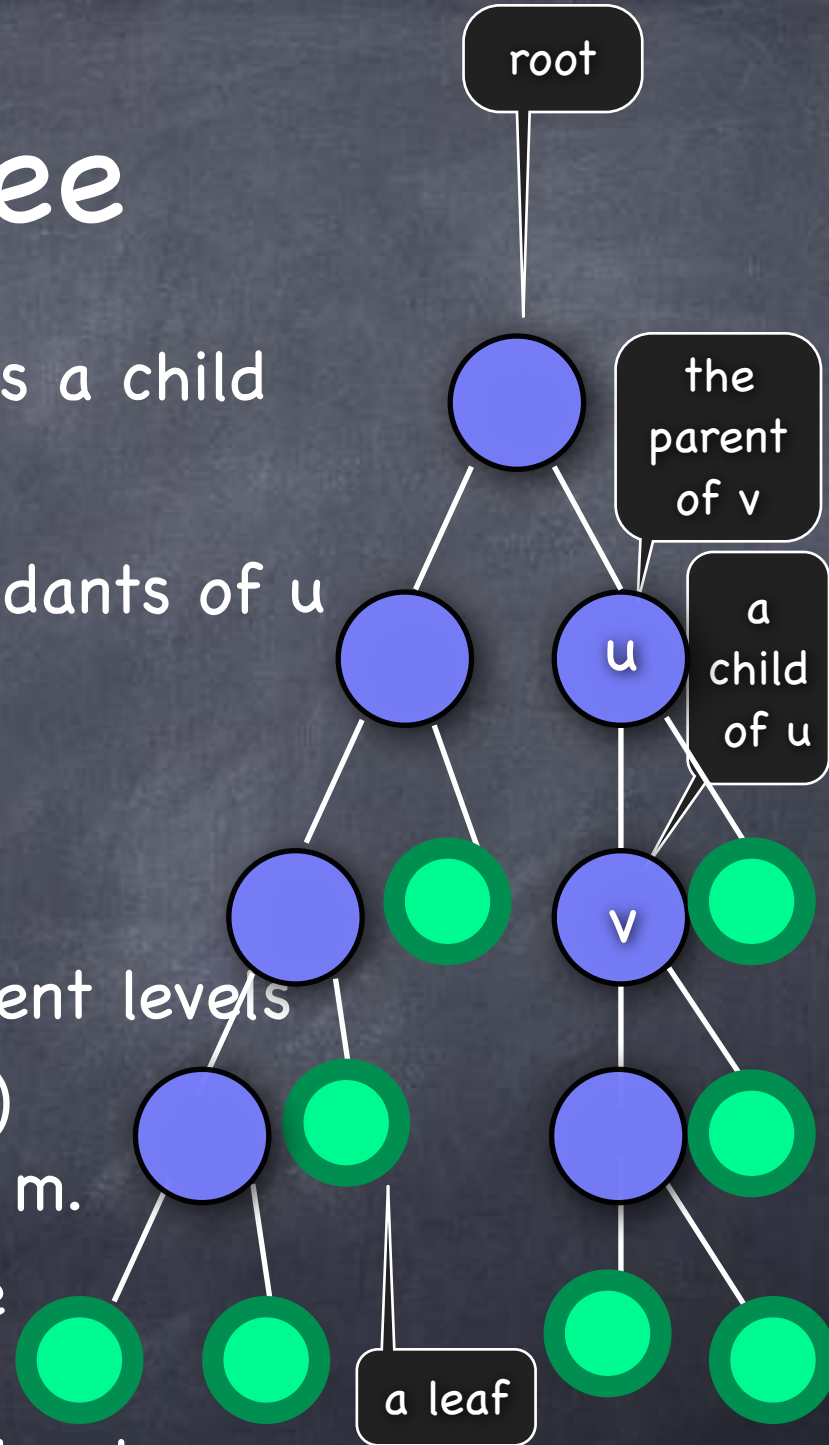 root
ee
s a child
the
parent
of v
dants of u
a
child
of u
u
v
ent levels
)
m.
e
a leaf